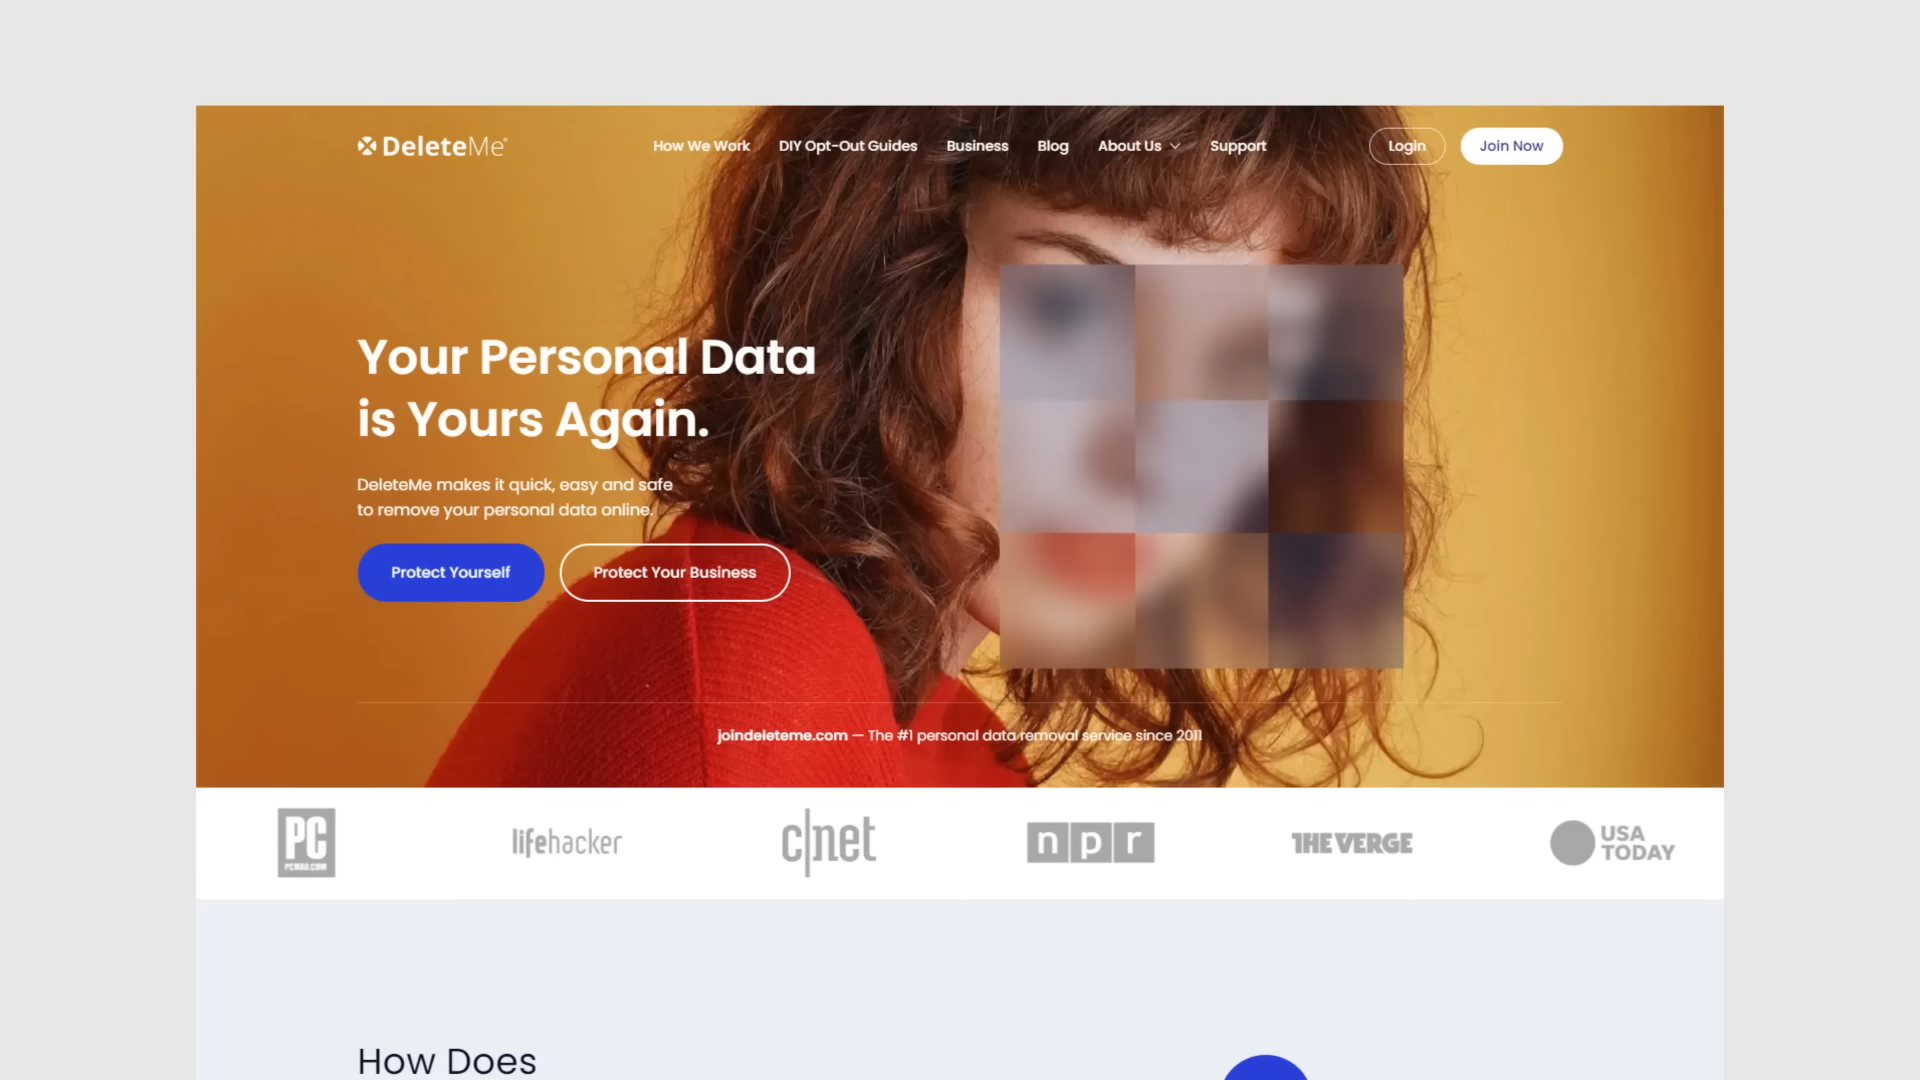 DeleteMe
How We Work
DIY Opt-Out Guides
Business
Blog
About Us
Support
Login
Join Now
Your Personal Data
is Yours Again.
DeleteMe makes it quick, easy and safe
to remove your personal data online.
Protect Yourself
Protect Your Business
joindeleteme.com — The #1 personal data removal service since 2011
PC
PCMAG.COM
lifehacker
c|net
npr
THE VERGE
USA
TODAY
How Does